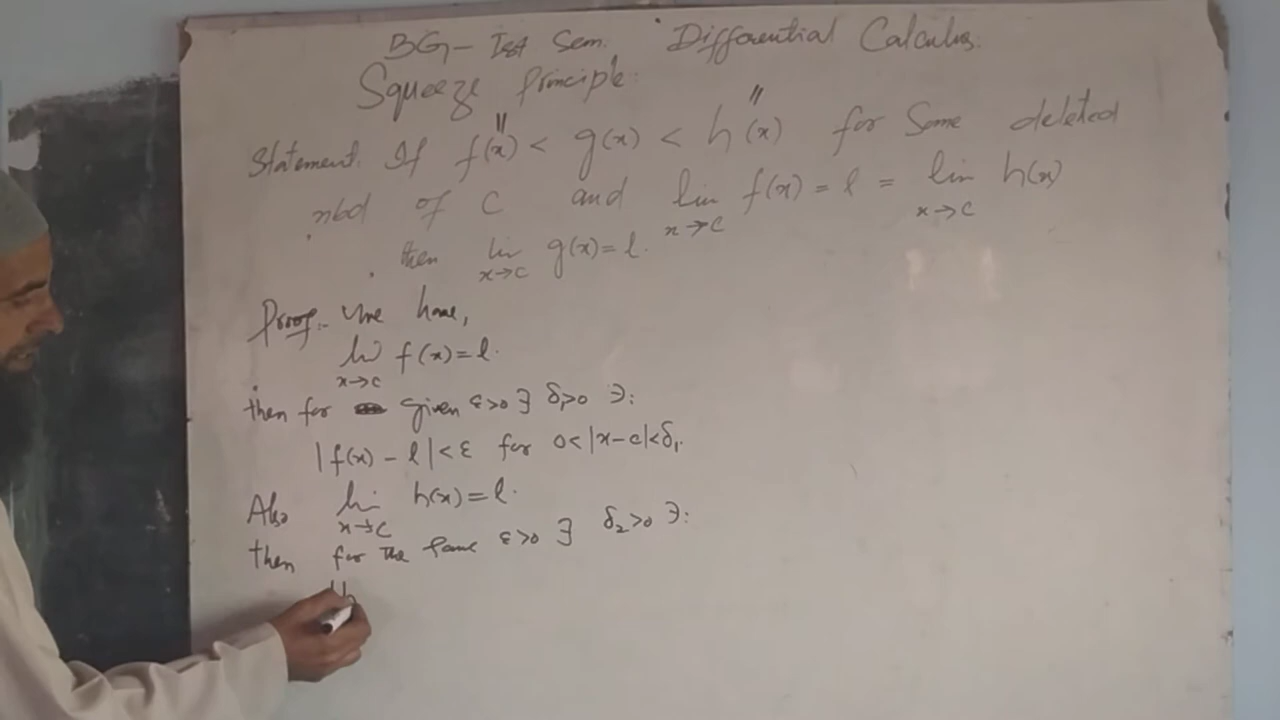 BG - Ist Sem. Differential Calculus.
Squeeze Principle.
Statement. If f(x) < g(x) < h(x) for Some deleted
nbd of C and lim x→c f(x) = l = lim x→c h(x)
then lim x→c g(x) = l.
Proof:- We have,
lim x→c f(x) = l.
then for given ε>0 ∃ δ₁>0 ∋:
|f(x) - l| < ε for 0<|x-c|<δ₁.
Also lim x→c h(x) = l.
then for the same ε>0 ∃ δ₂>0 ∋:
|h